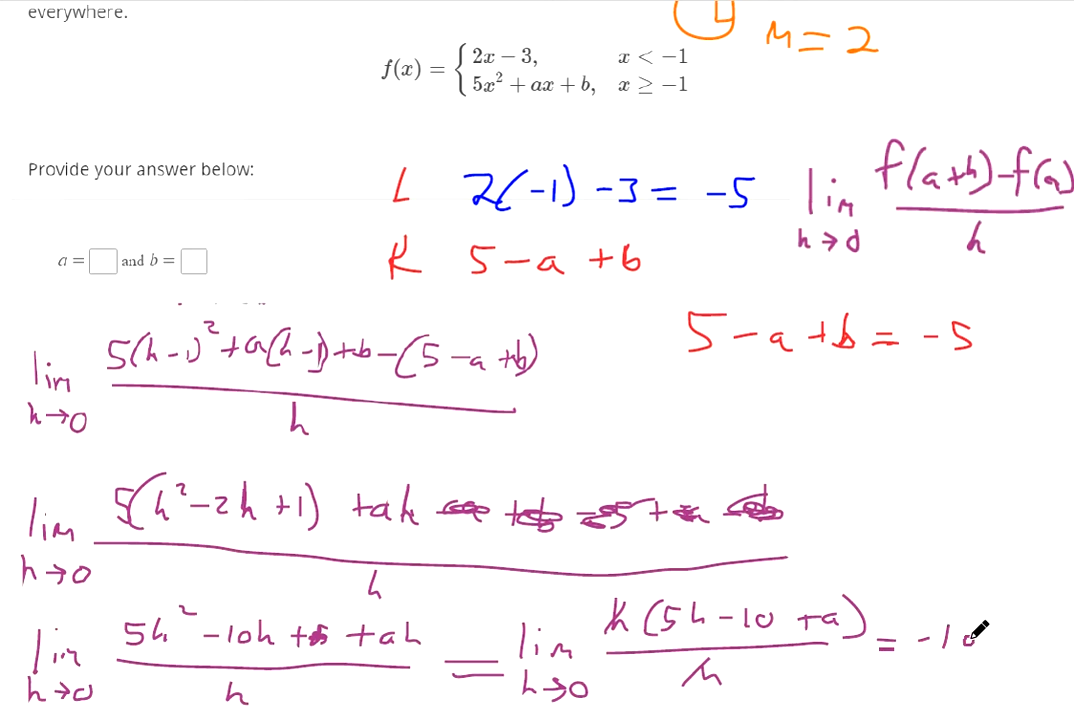 everywhere.
4 M = 2
f(x) = { 2x − 3, x < −1
5x² + ax + b, x ≥ −1
Provide your answer below:
L 2(-1) -3 = -5
lim h→0 f(a+h)-f(a) / h
R 5-a+b
a = and b =
5-a+b = -5
lim h→0 5(h-1)²+a(h-1)+b-(5-a+b) / h
lim h→0 5(h²-2h+1) +ah / h
lim h→0 5h²-10h +ah / h = lim h→0 h(5h-10+a) / h = -10